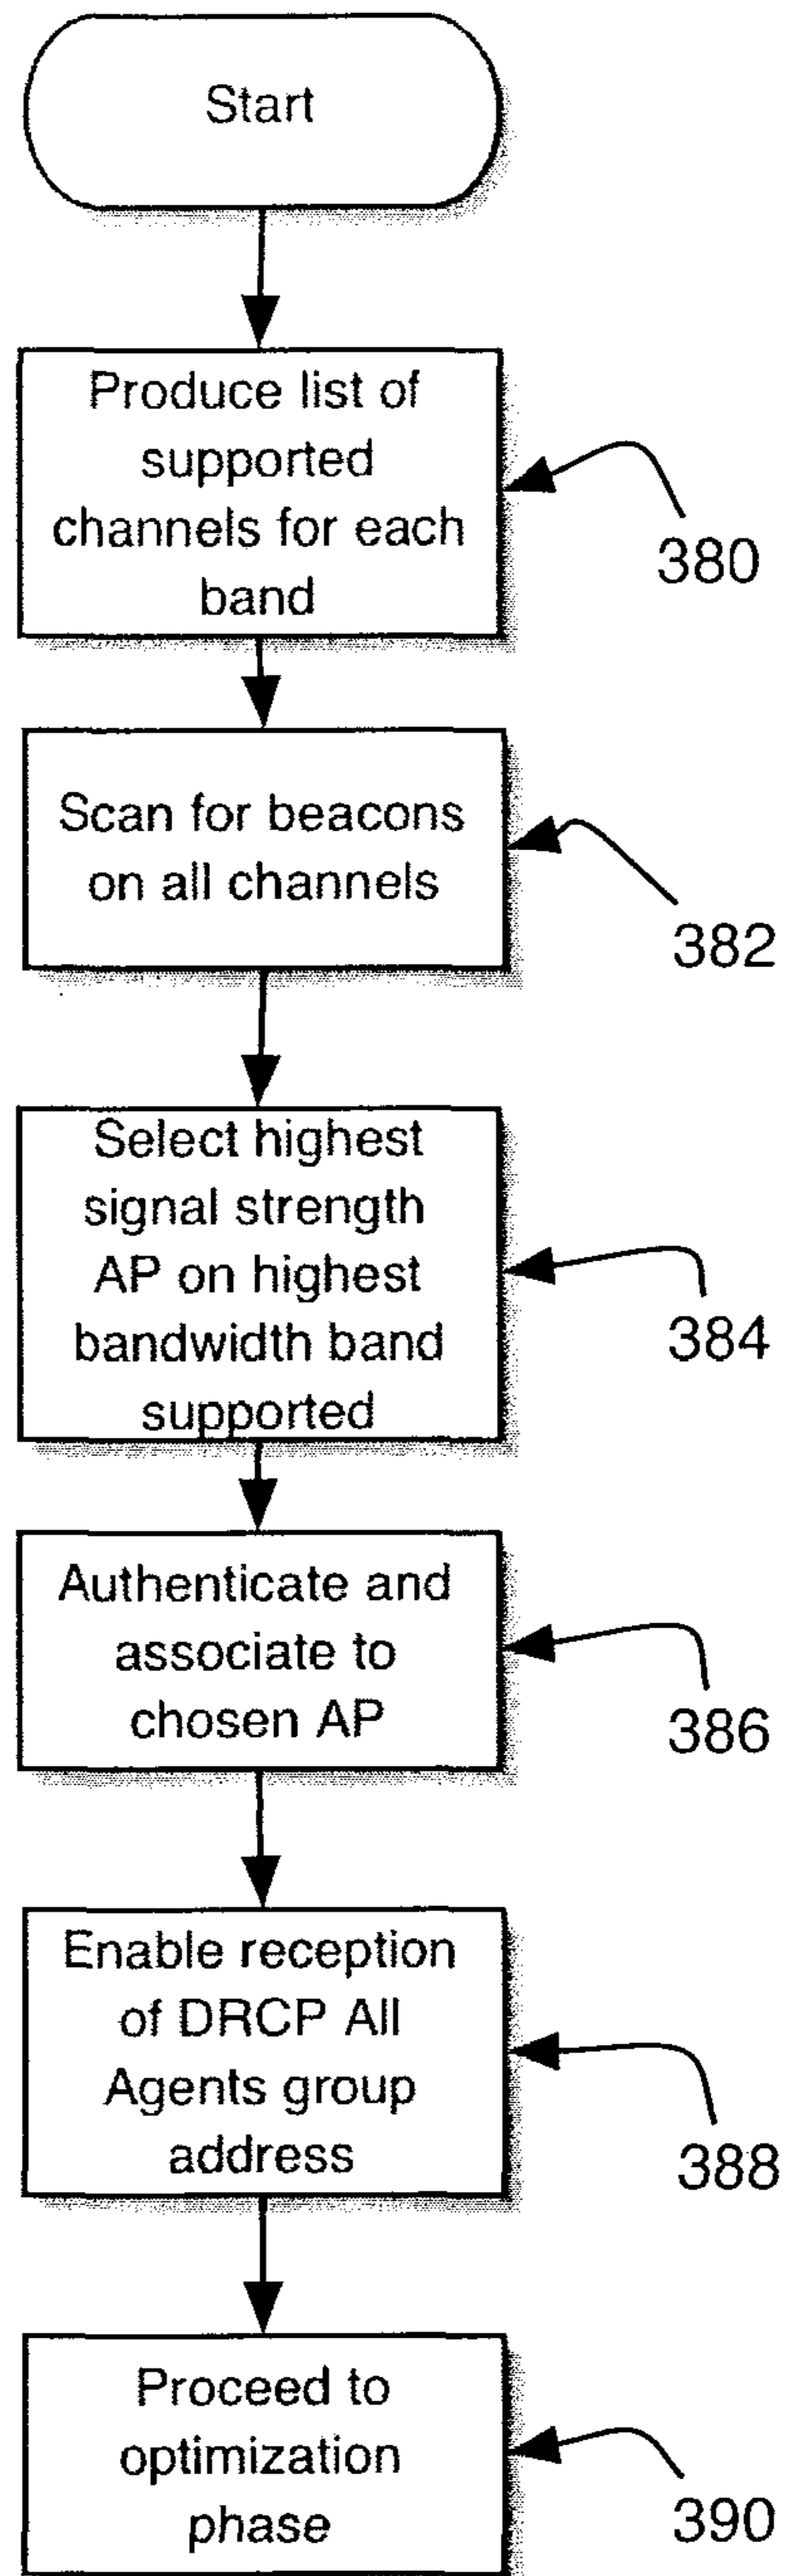 Start
Produce list of
supported
channels for each
band
380
Scan for beacons
on all channels
382
Select highest
signal strength
AP on highest
bandwidth band
supported
384
Authenticate and
associate to
chosen AP
386
Enable reception
of DRCP All
Agents group
address
388
Proceed to
optimization
phase
390